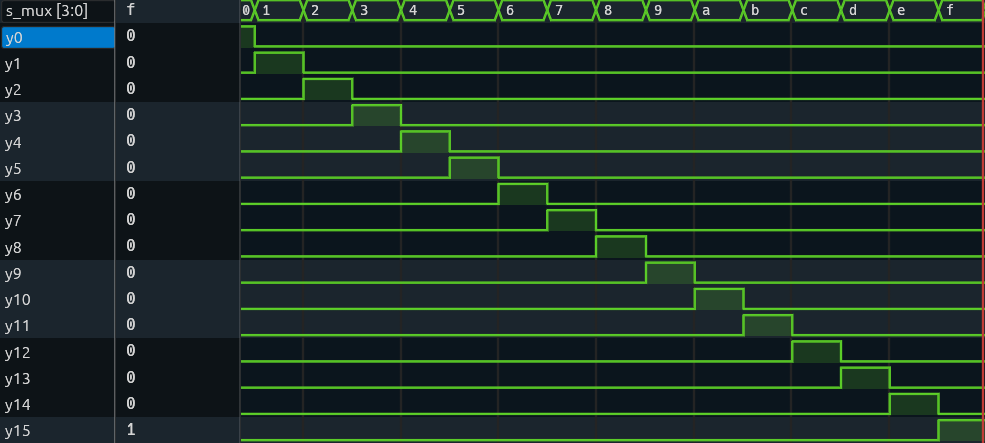 s_mux [3:0] f 0 1 2 3 4 5 6 7 8 9 a b c d e f
y0 0
y1 0
y2 0
y3 0
y4 0
y5 0
y6 0
y7 0
y8 0
y9 0
y10 0
y11 0
y12 0
y13 0
y14 0
y15 1